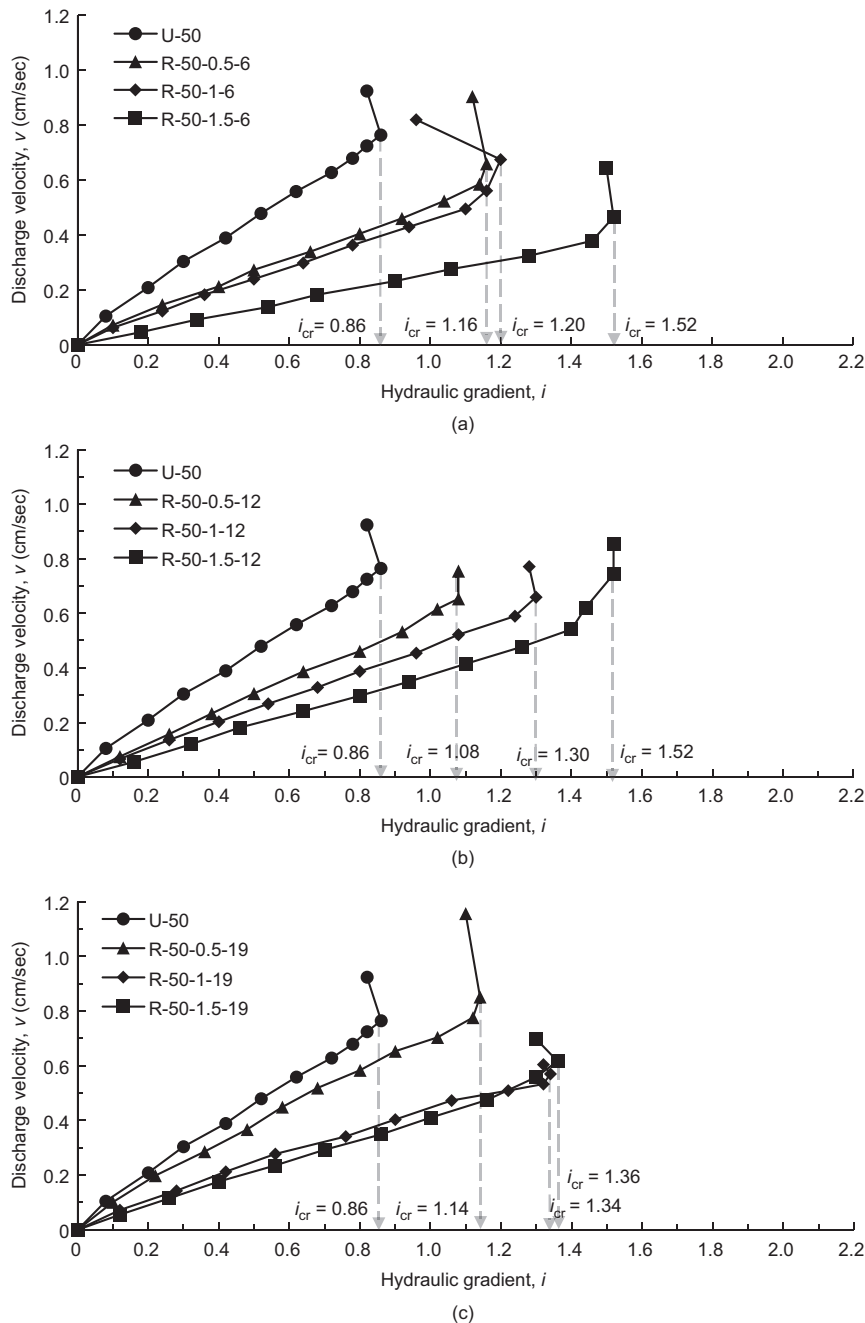 1.2
U-50
R-50-0.5-6
1.0
R-50-1-6
R-50-1.5-6
0.8
0.6
0.4
0.2
0
Discharge velocity, v (cm/sec)
icr= 0.86 icr= 1.16 icr= 1.20 icr= 1.52
0 0.2 0.4 0.6 0.8 1.0 1.2 1.4 1.6 1.8 2.0 2.2
Hydraulic gradient, i
(a)
1.2
U-50
R-50-0.5-12
1.0
R-50-1-12
R-50-1.5-12
0.8
0.6
0.4
0.2
0
Discharge velocity, v (cm/sec)
icr= 0.86 icr= 1.08 icr= 1.30 icr= 1.52
0 0.2 0.4 0.6 0.8 1.0 1.2 1.4 1.6 1.8 2.0 2.2
Hydraulic gradient, i
(b)
1.2
U-50
R-50-0.5-19
1.0
R-50-1-19
R-50-1.5-19
0.8
0.6
0.4
0.2
0
Discharge velocity, v (cm/sec)
icr= 1.36
icr= 0.86 icr= 1.14 icr= 1.34
0 0.2 0.4 0.6 0.8 1.0 1.2 1.4 1.6 1.8 2.0 2.2
Hydraulic gradient, i
(c)